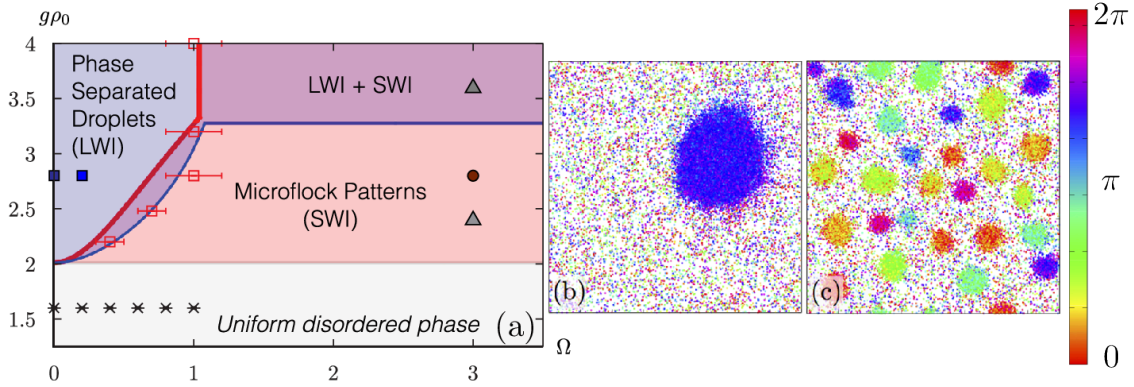 gρ₀
4
3.5
3
2.5
2
1.5
0
1
2
3
Ω
Phase
Separated
Droplets
(LWI)
LWI + SWI
Microflock Patterns
(SWI)
Uniform disordered phase
(a)
(b)
(c)
2π
π
0